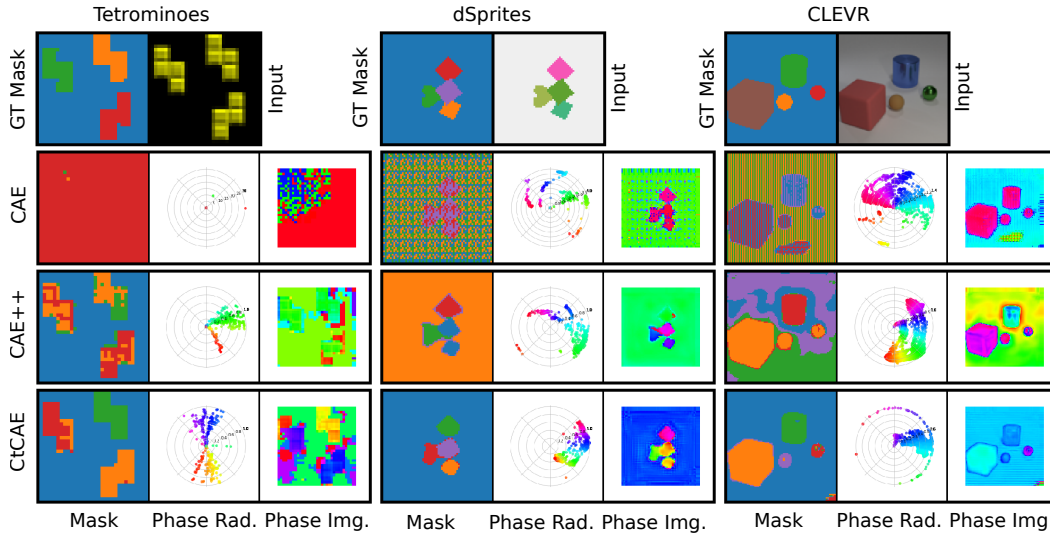 Tetrominoes dSprites CLEVR
GT Mask Input GT Mask Input GT Mask Input
CAE
CAE++
CtCAE
Mask Phase Rad. Phase Img. Mask Phase Rad. Phase Img. Mask Phase Rad. Phase Img.